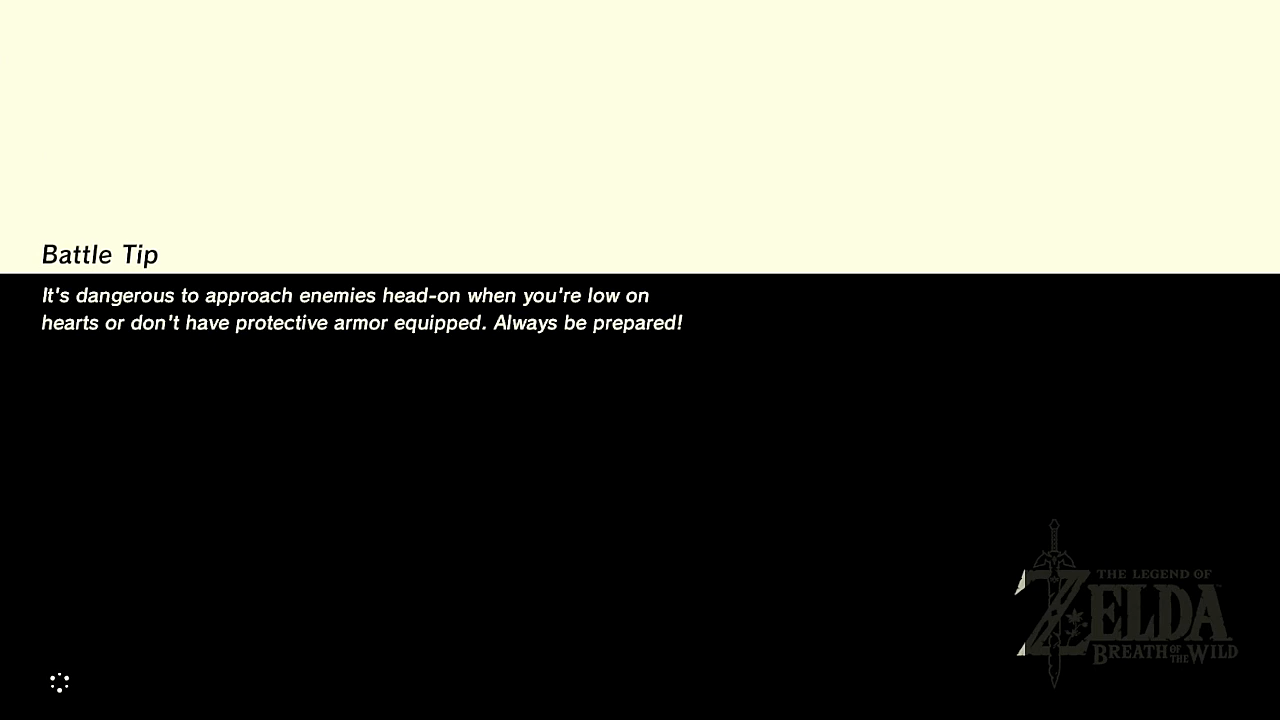 Battle Tip
It's dangerous to approach enemies head-on when you're low on
hearts or don't have protective armor equipped. Always be prepared!
THE LEGEND OF
ZELDA
BREATH OF THE WILD